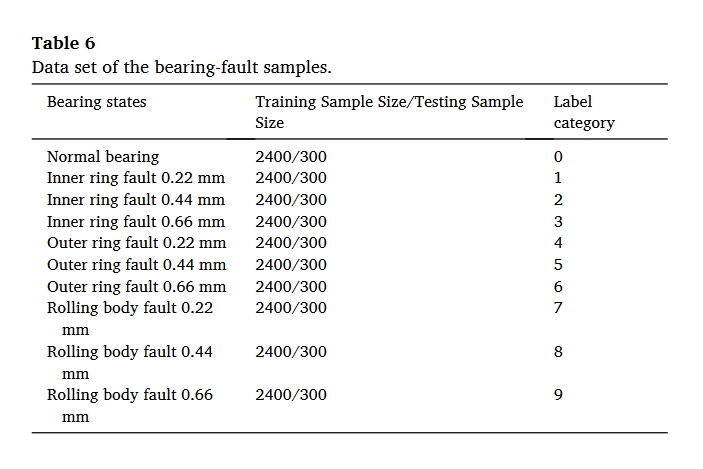 Table 6
Data set of the bearing-fault samples.
Bearing states Training Sample Size/Testing Sample Size Label category
Normal bearing 2400/300 0
Inner ring fault 0.22 mm 2400/300 1
Inner ring fault 0.44 mm 2400/300 2
Inner ring fault 0.66 mm 2400/300 3
Outer ring fault 0.22 mm 2400/300 4
Outer ring fault 0.44 mm 2400/300 5
Outer ring fault 0.66 mm 2400/300 6
Rolling body fault 0.22 mm 2400/300 7
Rolling body fault 0.44 mm 2400/300 8
Rolling body fault 0.66 mm 2400/300 9